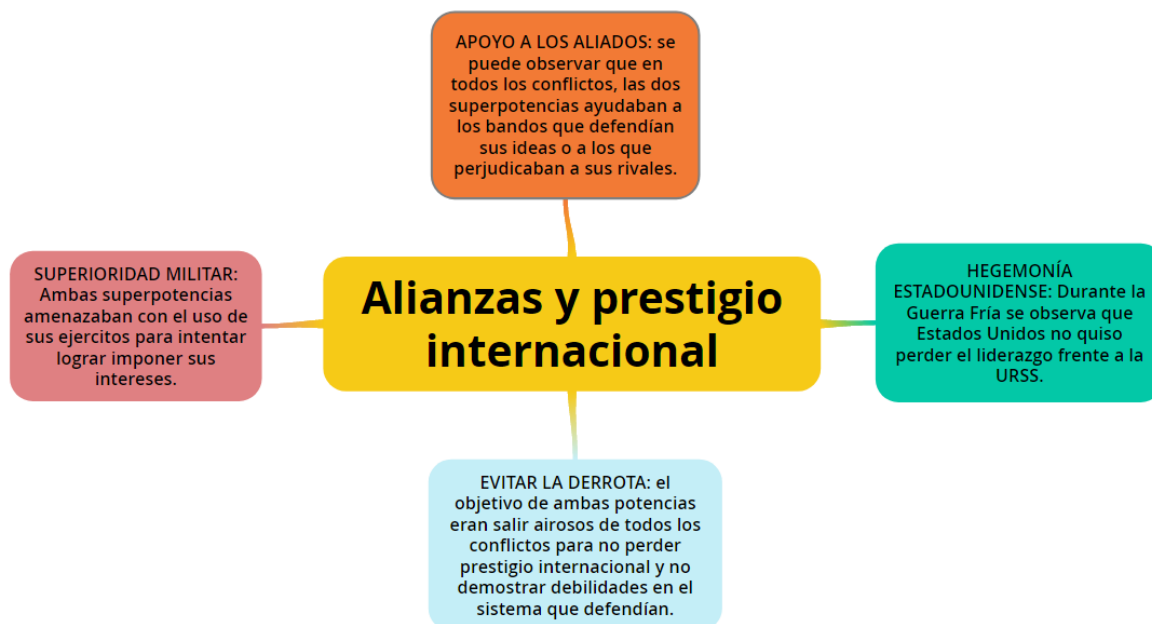 APOYO A LOS ALIADOS: se
puede observar que en
todos los conflictos, las dos
superpotencias ayudaban a
los bandos que defendían
sus ideas o a los que
perjudicaban a sus rivales.
SUPERIORIDAD MILITAR:
Ambas superpotencias
amenazaban con el uso de
sus ejercitos para intentar
lograr imponer sus
intereses.
Alianzas y prestigio
internacional
HEGEMONÍA
ESTADOUNIDENSE: Durante la
Guerra Fría se observa que
Estados Unidos no quiso
perder el liderazgo frente a la
URSS.
EVITAR LA DERROTA: el
objetivo de ambas potencias
eran salir airosos de todos los
conflictos para no perder
prestigio internacional y no
demostrar debilidades en el
sistema que defendían.